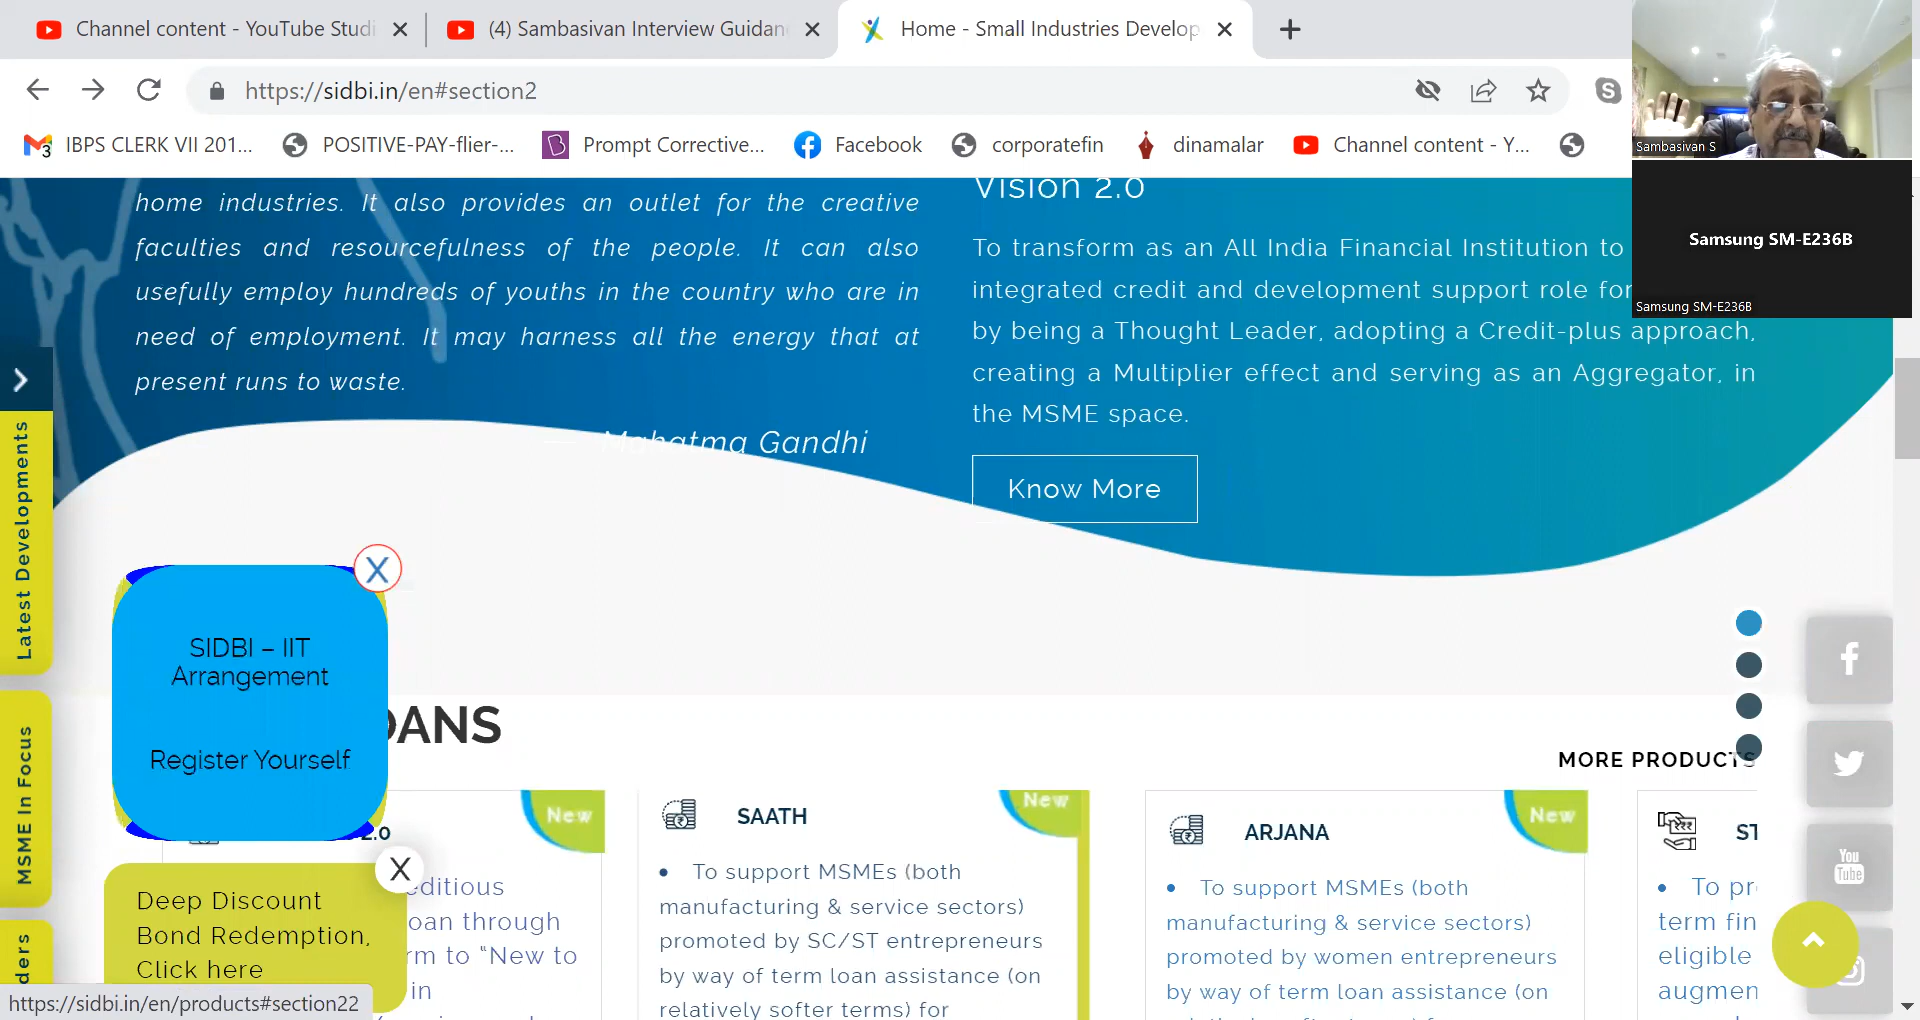 Channel content - YouTube Studi
(4) Sambasivan Interview Guidan
Home - Small Industries Develop
https://sidbi.in/en#section2
IBPS CLERK VII 201...
POSITIVE-PAY-flier-...
Prompt Corrective...
Facebook
corporatefin
dinamalar
Channel content - Y...
Sambasivan S
Samsung SM-E236B
Samsung SM-E236B
home industries. It also provides an outlet for the creative
faculties and resourcefulness of the people. It can also
usefully employ hundreds of youths in the country who are in
need of employment. It may harness all the energy that at
present runs to waste.
— Mahatma Gandhi
Vision 2.0
To transform as an All India Financial Institution to
integrated credit and development support role for
by being a Thought Leader, adopting a Credit-plus approach,
creating a Multiplier effect and serving as an Aggregator, in
the MSME space.
Know More
Latest Developments
MSME In Focus
ders
SIDBI – IIT
Arrangement
Register Yourself
X
OANS
MORE PRODUCTS
2.0
New
editious
oan through
rm to “New to
in
X
Deep Discount
Bond Redemption,
Click here
SAATH
New
• To support MSMEs (both
manufacturing & service sectors)
promoted by SC/ST entrepreneurs
by way of term loan assistance (on
relatively softer terms) for
ARJANA
New
• To support MSMEs (both
manufacturing & service sectors)
promoted by women entrepreneurs
by way of term loan assistance (on
ST
• To pr
term fin
eligible
augmen
You
Tube
https://sidbi.in/en/products#section22